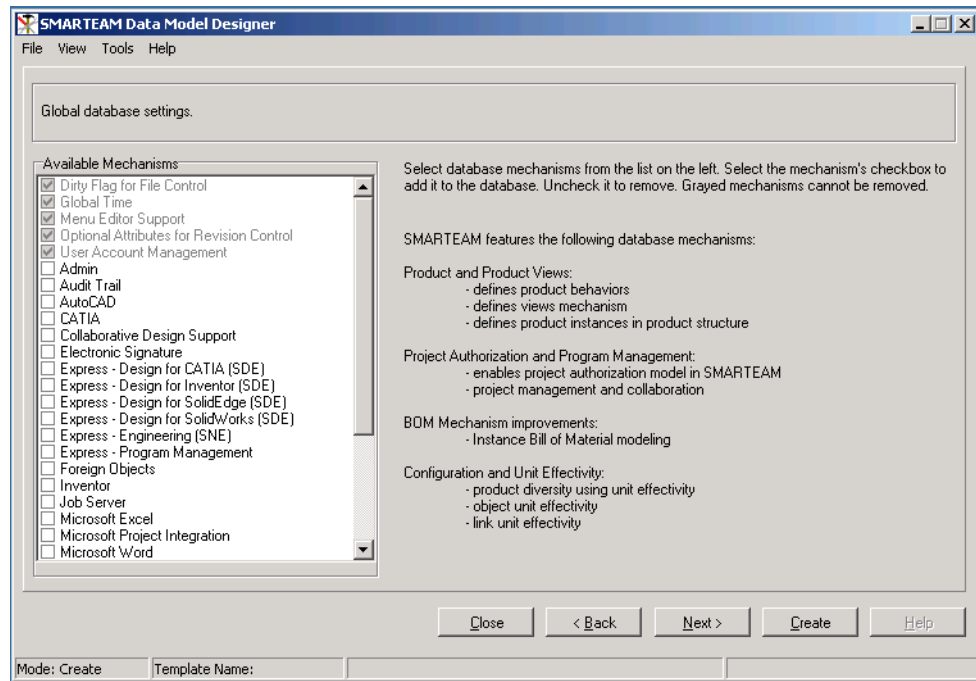 SMARTEAM Data Model Designer
File View Tools Help
Global database settings.
Available Mechanisms
Dirty Flag for File Control
Global Time
Menu Editor Support
Optional Attributes for Revision Control
User Account Management
Admin
Audit Trail
AutoCAD
CATIA
Collaborative Design Support
Electronic Signature
Express - Design for CATIA (SDE)
Express - Design for Inventor (SDE)
Express - Design for SolidEdge (SDE)
Express - Design for SolidWorks (SDE)
Express - Engineering (SNE)
Express - Program Management
Foreign Objects
Inventor
Job Server
Microsoft Excel
Microsoft Project Integration
Microsoft Word
Select database mechanisms from the list on the left. Select the mechanism's checkbox to
add it to the database. Uncheck it to remove. Grayed mechanisms cannot be removed.
SMARTEAM features the following database mechanisms:
Product and Product Views:
- defines product behaviors
- defines views mechanism
- defines product instances in product structure
Project Authorization and Program Management:
- enables project authorization model in SMARTEAM
- project management and collaboration
BOM Mechanism improvements:
- Instance Bill of Material modeling
Configuration and Unit Effectivity:
- product diversity using unit effectivity
- object unit effectivity
- link unit effectivity
Close < Back Next > Create Help
Mode: Create Template Name: